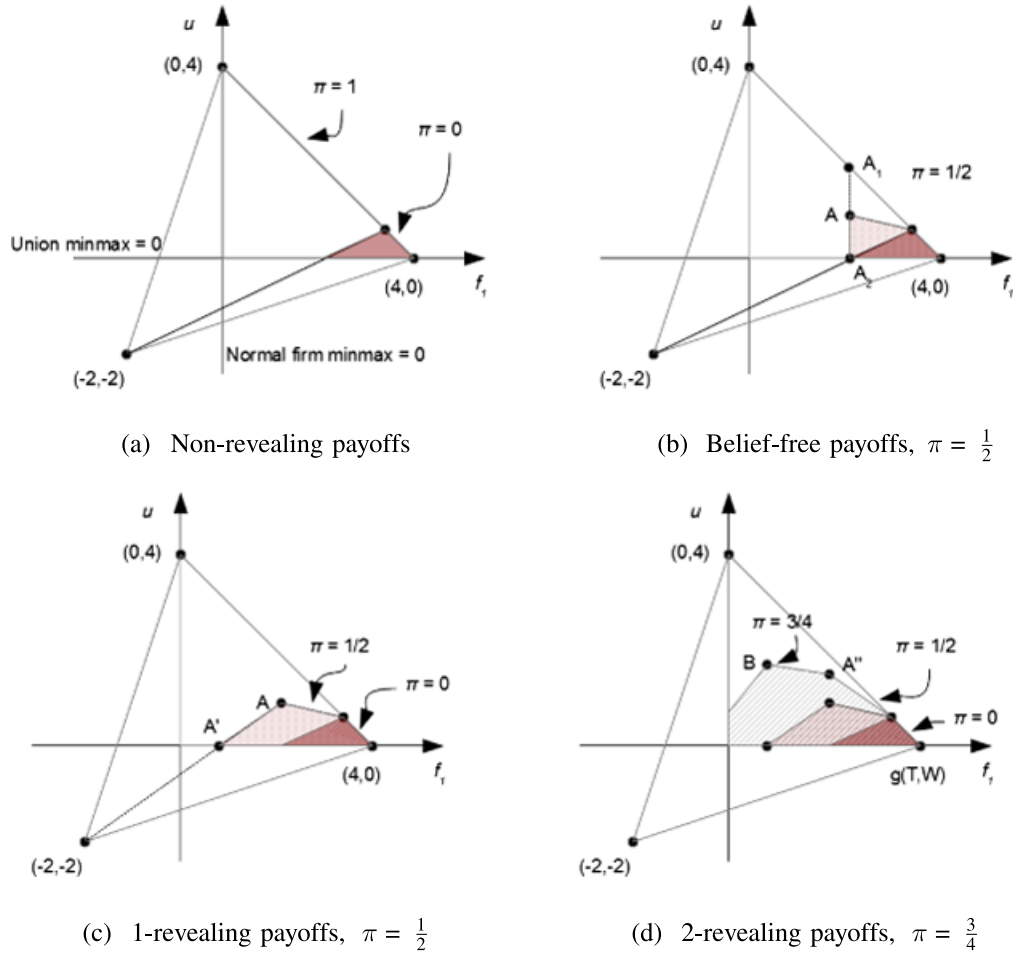 u
(0,4)
π = 1
π = 0
Union minmax = 0
(4,0)
f₁
Normal firm minmax = 0
(-2,-2)
(a) Non-revealing payoffs
u
(0,4)
A₁
π = 1/2
A
A₂
(4,0)
f₁
(-2,-2)
(b) Belief-free payoffs, π = 1/2
u
(0,4)
π = 1/2
π = 0
A
A'
(4,0)
f₁
(-2,-2)
(c) 1-revealing payoffs, π = 1/2
u
(0,4)
π = 3/4
B
A"
π = 1/2
π = 0
g(T,W)
f₁
(-2,-2)
(d) 2-revealing payoffs, π = 3/4